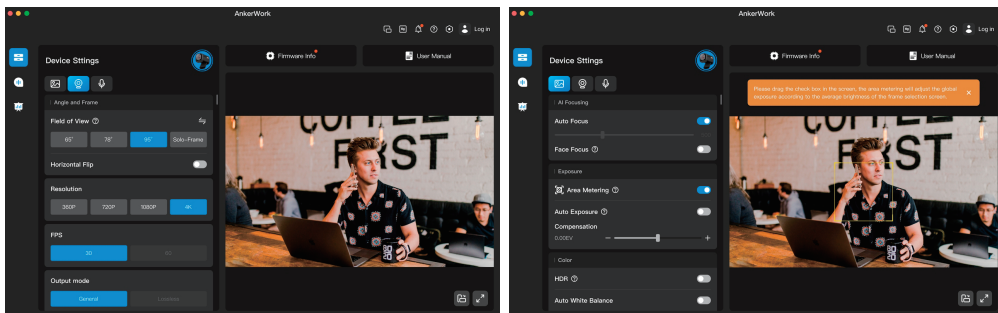 AnkerWork
Log in
Device Sttings
Firmware Info
User Manual
Angle and Frame
Field of View
65°
78°
95°
Solo-Frame
Horizontal Flip
Resolution
360P
720P
1080P
4K
FPS
30
60
Output mode
General
Lossless
COFFEE
FIRST
AnkerWork
Log in
Device Sttings
Firmware Info
User Manual
Please drag the check box in the screen, the area metering will adjust the global
exposure according to the average brightness of the frame selection screen.
AI Focusing
Auto Focus
Face Focus
Exposure
Area Metering
Auto Exposure
Compensation
0.00EV
Color
HDR
Auto White Balance
COFFEE
FIRST